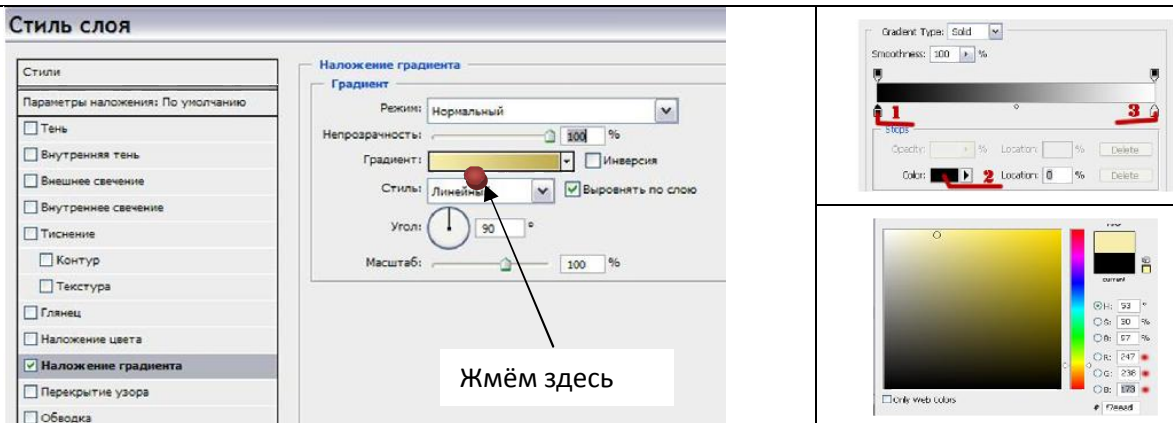 Стиль слоя
Стили
Параметры наложения: По умолчанию
Тень
Внутренняя тень
Внешнее свечение
Внутреннее свечение
Тиснение
Контур
Текстура
Глянец
Наложение цвета
Наложение градиента
Перекрытие узора
Обводка
Наложение градиента
Градиент
Режим: Нормальный
Непрозрачность: 100 %
Градиент: Инверсия
Стиль: Линейный Выровнять по слою
Угол: 90 °
Масштаб: 100 %
Жмём здесь
Gradient Type: Solid
Smoothness: 100 %
1 3
Stops
Opacity: % Location: % Delete
Color: 2 Location: 0 % Delete
current
H: 53 °
S: 30 %
B: 97 %
R: 247
G: 238
B: 173
Only Web Colors
# f7eead